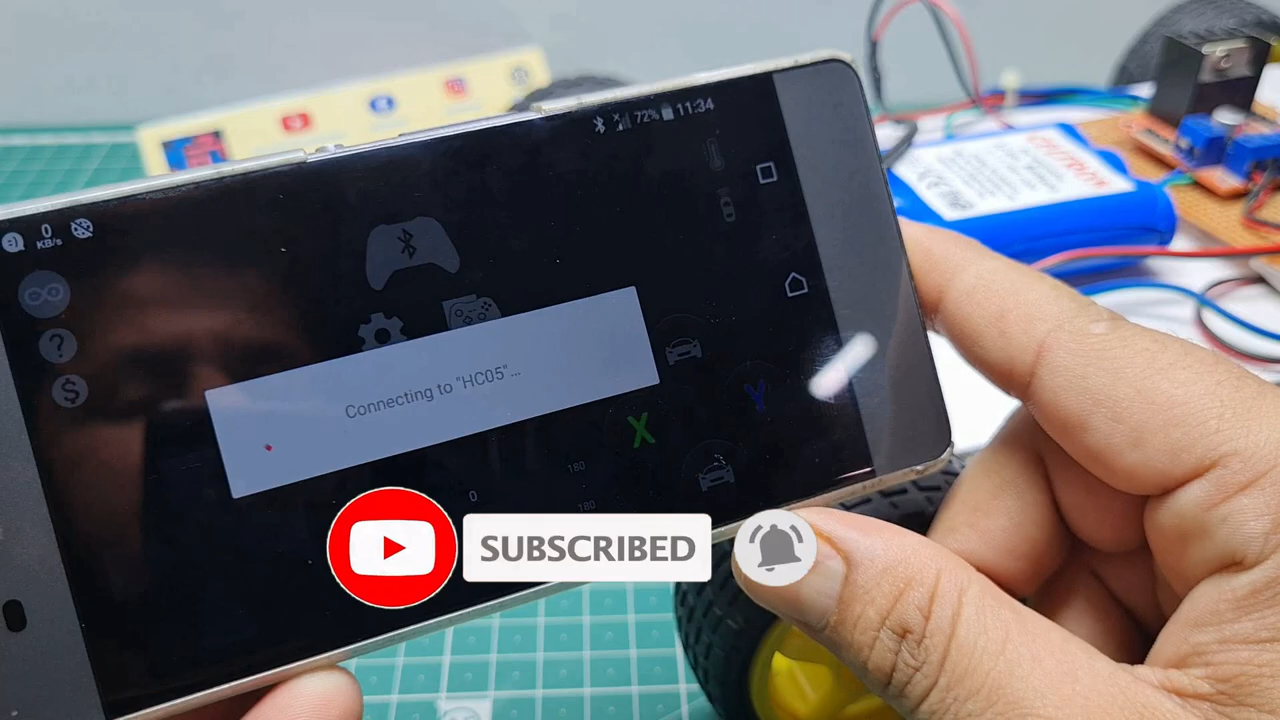 72% 11:34
0
KB/s
?
$
Connecting to "HC05"...
X
Y
180
0
180
SUBSCRIBED